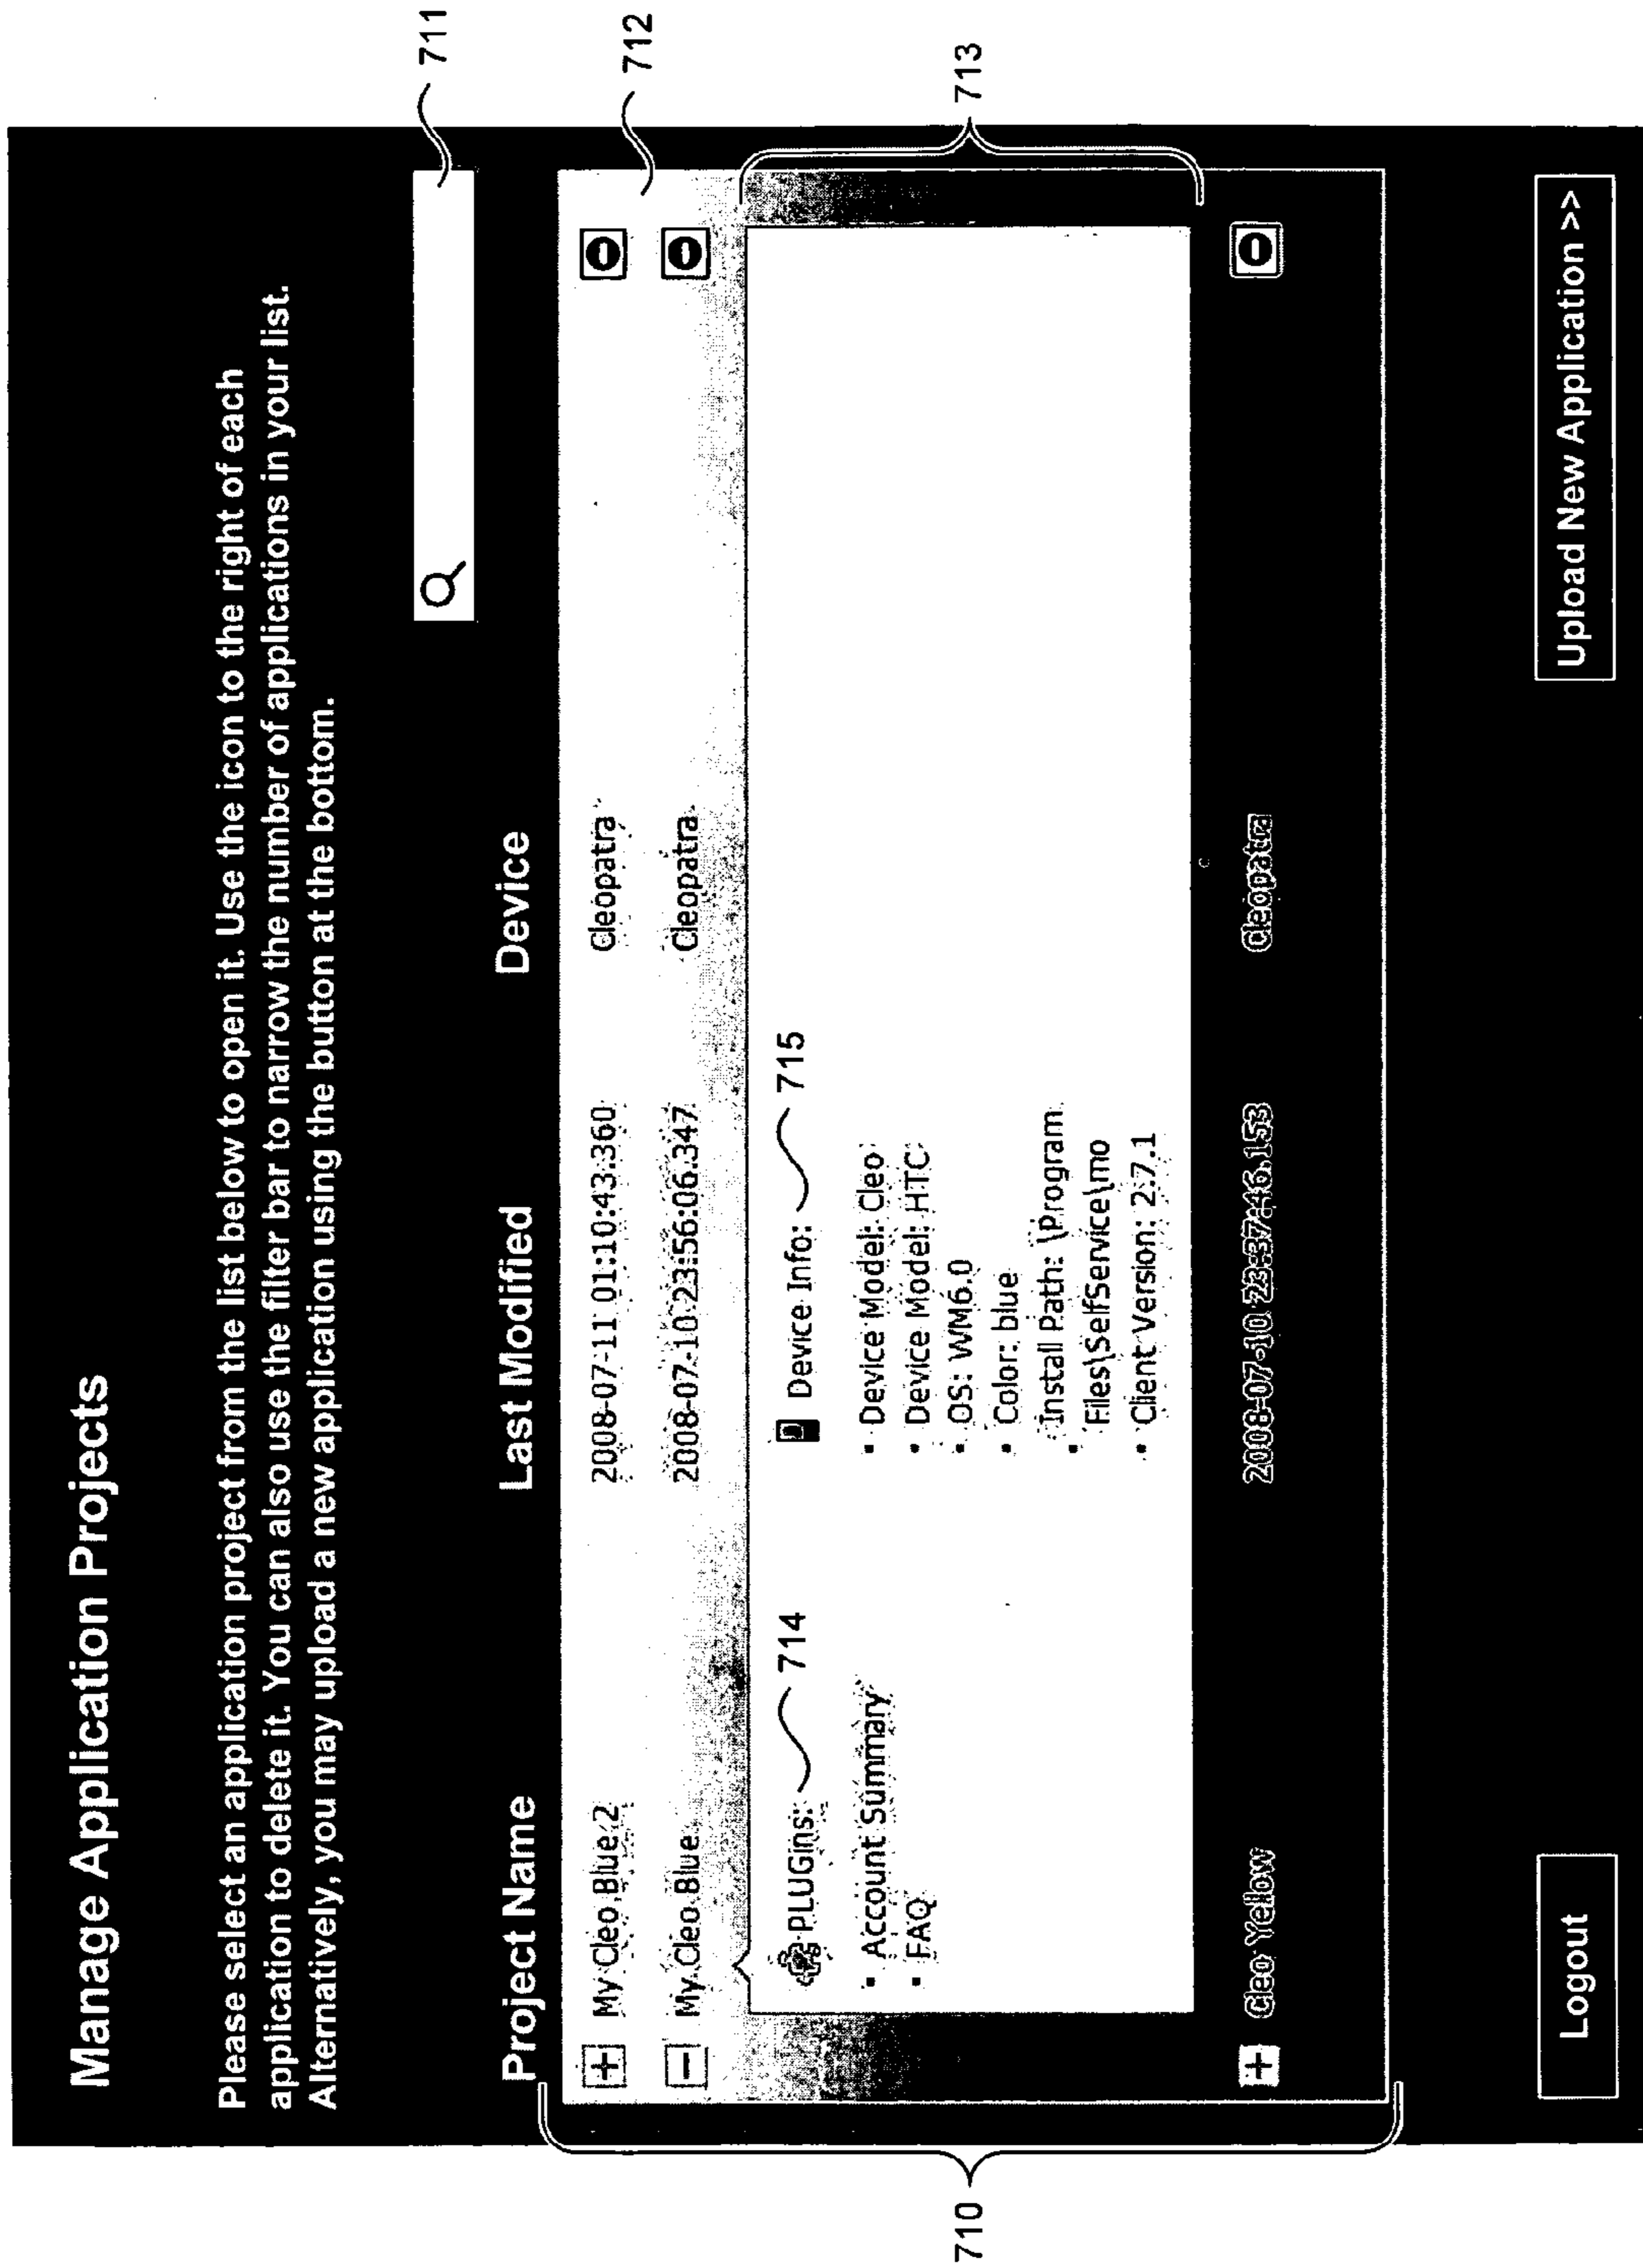 Manage Application Projects
Please select an application project from the list below to open it. Use the icon to the right of each
application to delete it. You can also use the filter bar to narrow the number of applications in your list.
Alternatively, you may upload a new application using the button at the bottom.
711
Project Name Last Modified Device
My Cleo Blue 2 2008-07-11 01:10:43.360 Cleopatra
712
My Cleo Blue 2008-07-10 23:56:06.347 Cleopatra
PLUGins: 714
Account Summary
FAQ
Device Info: 715
Device Model: Cleo
Device Model: HTC
OS: WM6.0
Color: blue
Install Path: \Program
Files\SelfService\mo
Client Version: 2.7.1
713
710
Cleo Yellow 2008-07-10 23:37:46.153 Cleopatra
Logout
Upload New Application >>